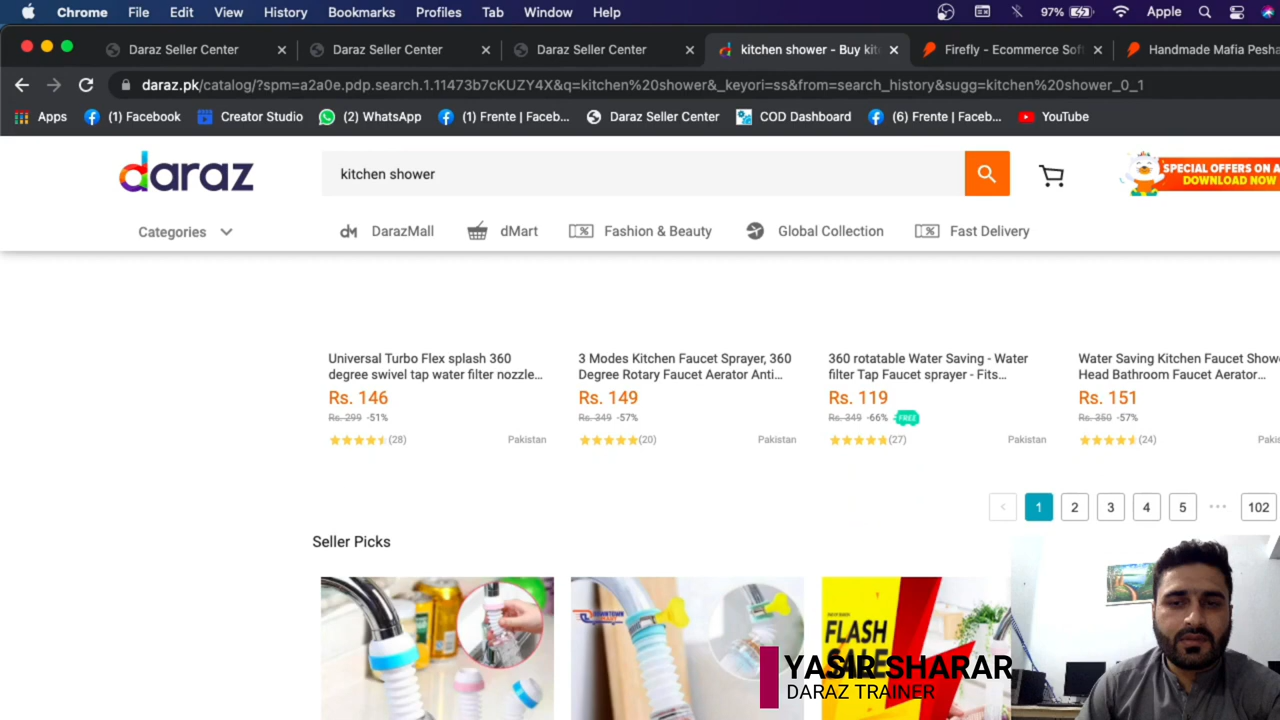 Chrome File Edit View History Bookmarks Profiles Tab Window Help 97% Apple
Daraz Seller Center Daraz Seller Center Daraz Seller Center kitchen shower - Buy kit Firefly - Ecommerce Sof Handmade Mafia Pesha
daraz.pk/catalog/?spm=a2a0e.pdp.search.1.11473b7cKUZY4X&q=kitchen%20shower&_keyori=ss&from=search_history&sugg=kitchen%20shower_0_1
Apps (1) Facebook Creator Studio (2) WhatsApp (1) Frente | Faceb... Daraz Seller Center COD Dashboard (6) Frente | Faceb... YouTube
daraz
kitchen shower
SPECIAL OFFERS ON A
DOWNLOAD NOW
Categories DarazMall dMart Fashion & Beauty Global Collection Fast Delivery
Universal Turbo Flex splash 360
degree swivel tap water filter nozzle...
Rs. 146
Rs. 299 -51%
(28) Pakistan
3 Modes Kitchen Faucet Sprayer, 360
Degree Rotary Faucet Aerator Anti...
Rs. 149
Rs. 349 -57%
(20) Pakistan
360 rotatable Water Saving - Water
filter Tap Faucet sprayer - Fits...
Rs. 119
Rs. 349 -66% FREE
(27) Pakistan
Water Saving Kitchen Faucet Showe
Head Bathroom Faucet Aerator...
Rs. 151
Rs. 350 -57%
(24) Paki
1 2 3 4 5 ... 102
Seller Picks
FLASH
SALE
YASIR SHARAR
DARAZ TRAINER